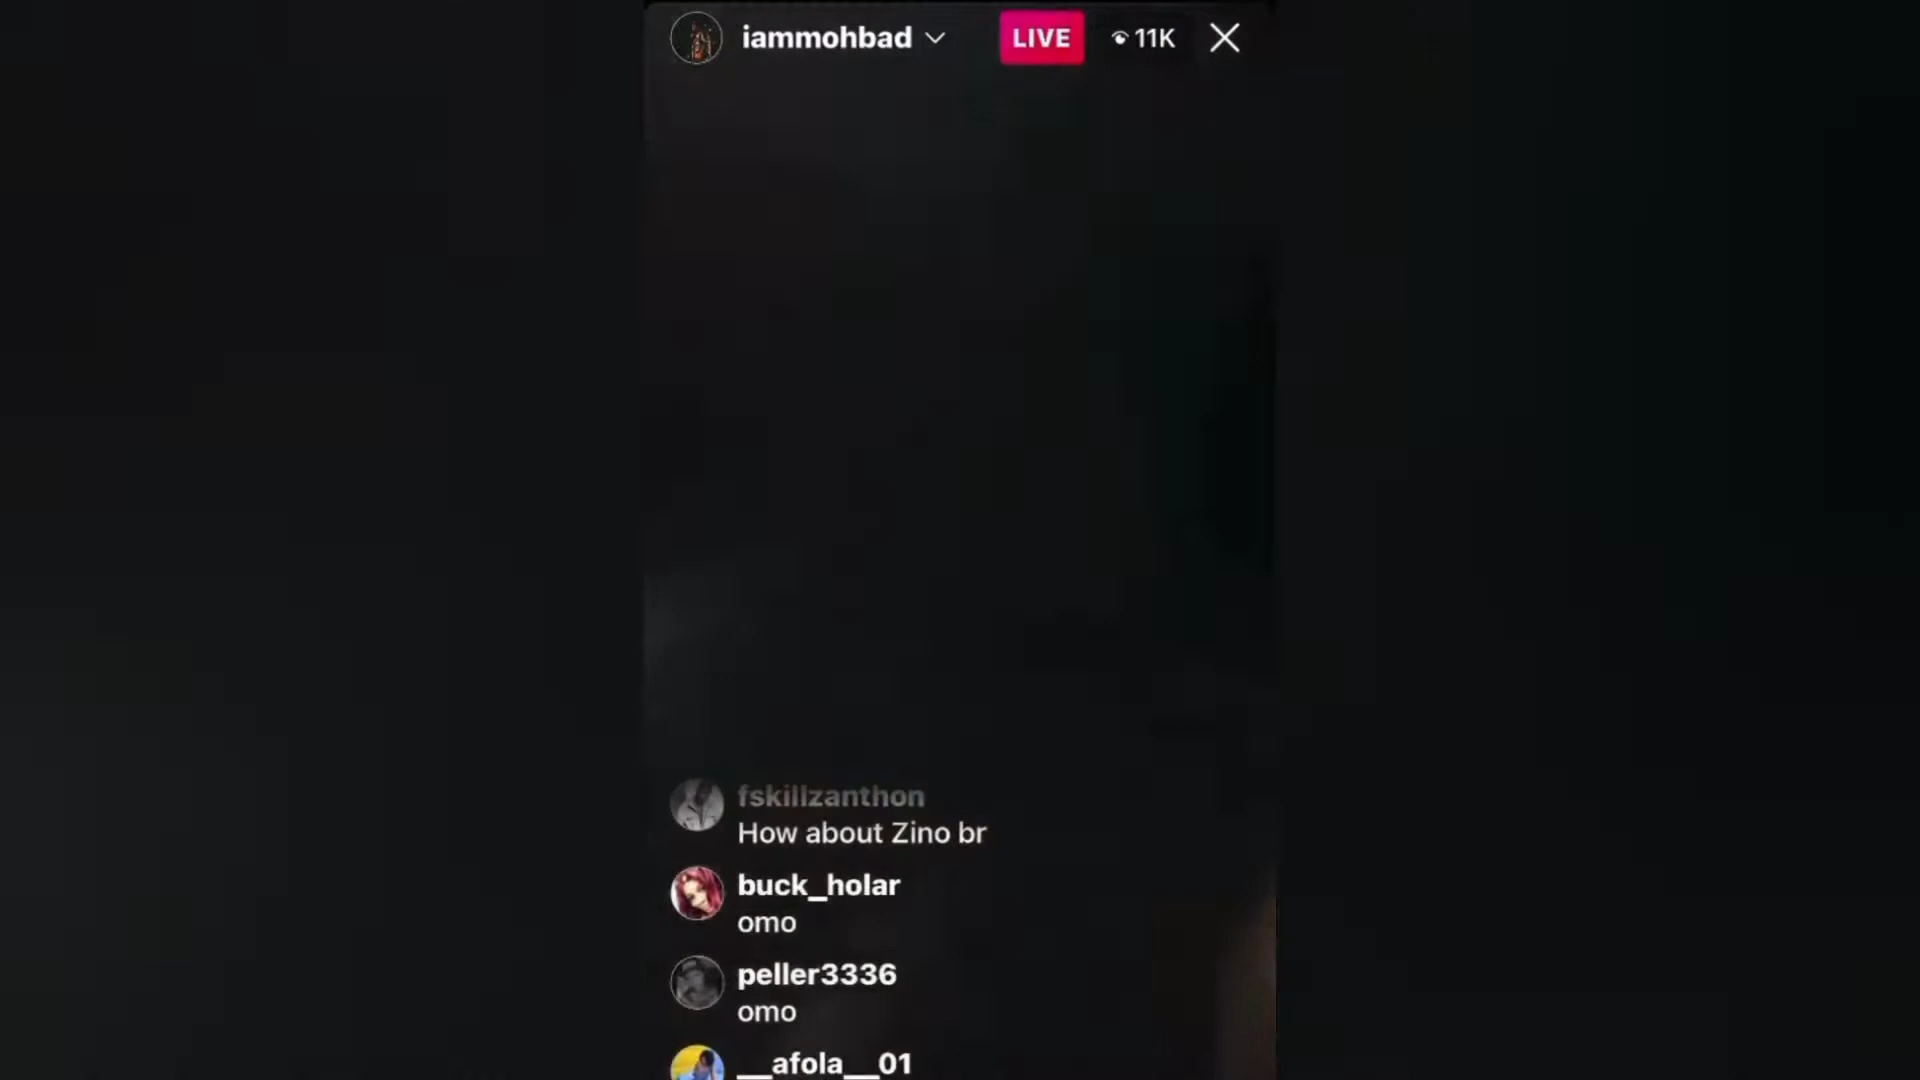 iammohbad LIVE 11K
fskillzanthon
How about Zino br
buck_holar
omo
peller3336
omo
__afola__01